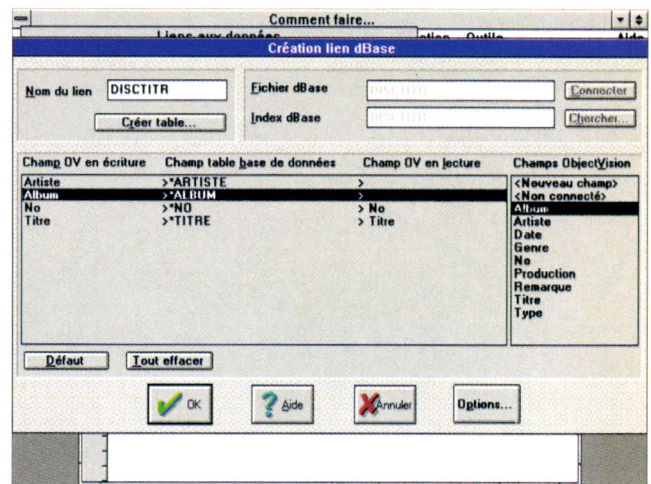 Comment faire...
Liens aux données
Outils Aide
Création lien dBase
Nom du lien DISCTITR
Créer table...
Fichier dBase DISCTITR Connecter
Index dBase DISCTITR Chercher...
Champ OV en écriture Champ table base de données Champ OV en lecture Champs ObjectVision
Artiste >*ARTISTE >
Album >*ALBUM >
No >*NO > No
Titre >*TITRE > Titre
<Nouveau champ>
<Non connecté>
Album
Artiste
Date
Genre
No
Production
Remarque
Titre
Type
Défaut Tout effacer
OK Aide Annuler Options...